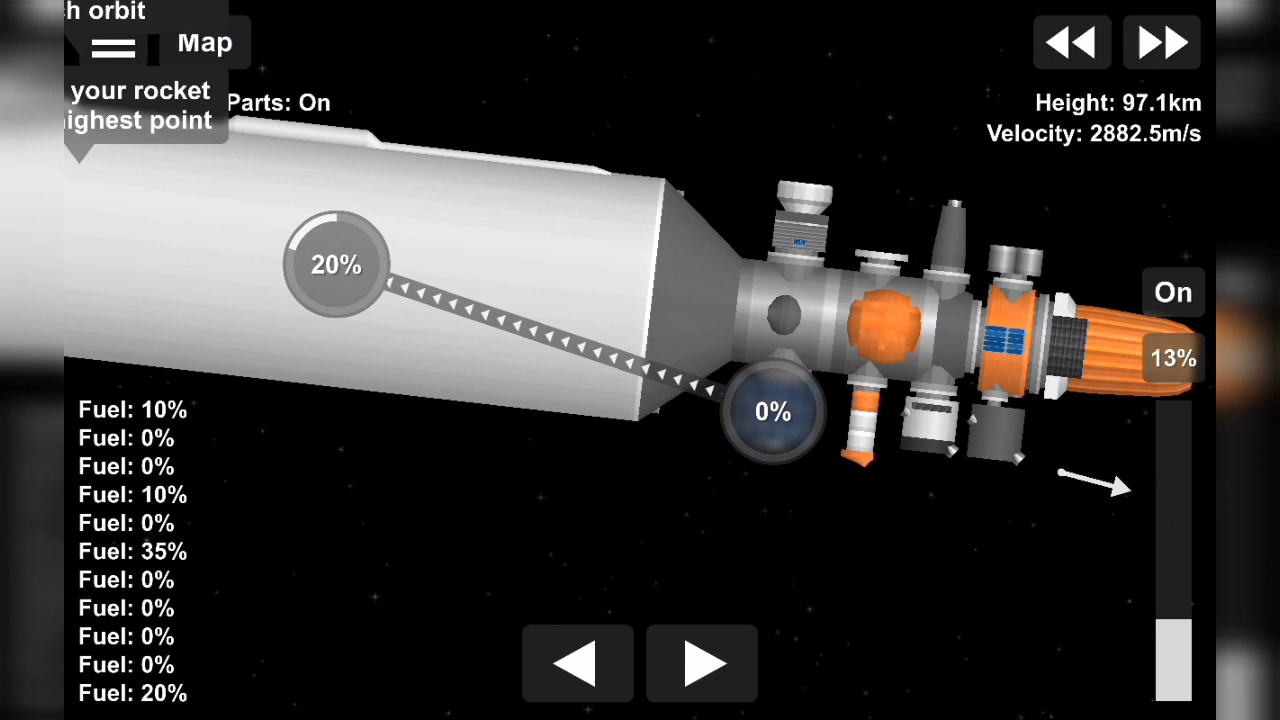 h orbit
Map
your rocket
ighest point
Parts: On
Height: 97.1km
Velocity: 2882.5m/s
20%
0%
On
13%
Fuel: 10%
Fuel: 0%
Fuel: 0%
Fuel: 10%
Fuel: 0%
Fuel: 35%
Fuel: 0%
Fuel: 0%
Fuel: 0%
Fuel: 0%
Fuel: 20%